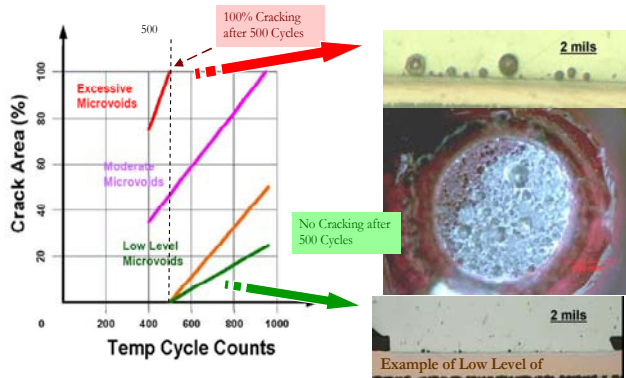 500
100% Cracking
after 500 Cycles
2 mils
Crack Area (%)
100
80
60
40
20
Excessive
Microvoids
Moderate
Microvoids
Low Level
Microvoids
No Cracking after
500 Cycles
0
200
400
600
800
1000
Temp Cycle Counts
2 mils
Example of Low Level of